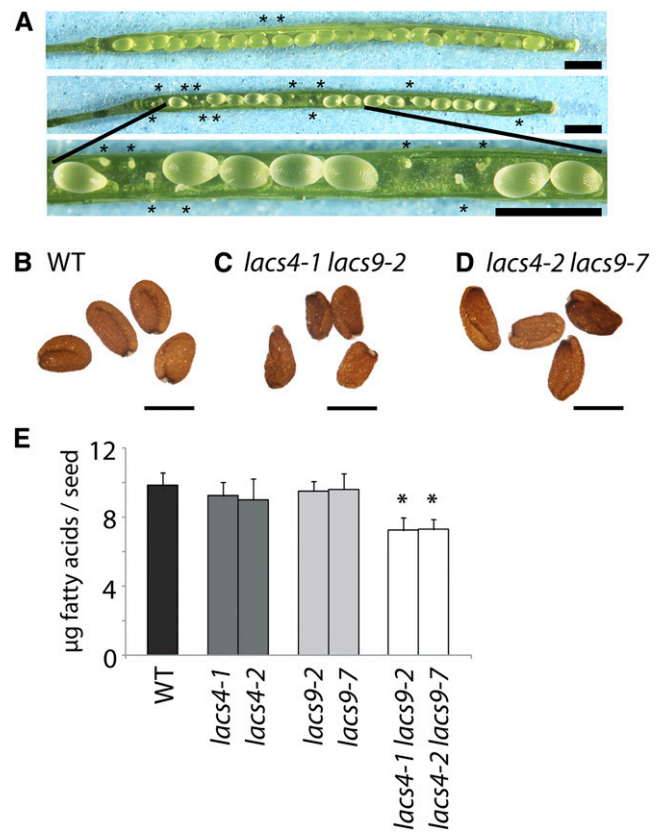 A
B WT
C lacs4-1 lacs9-2
D lacs4-2 lacs9-7
E
µg fatty acids / seed
12
8
4
0
* *
WT
lacs4-1
lacs4-2
lacs9-2
lacs9-7
lacs4-1 lacs9-2
lacs4-2 lacs9-7